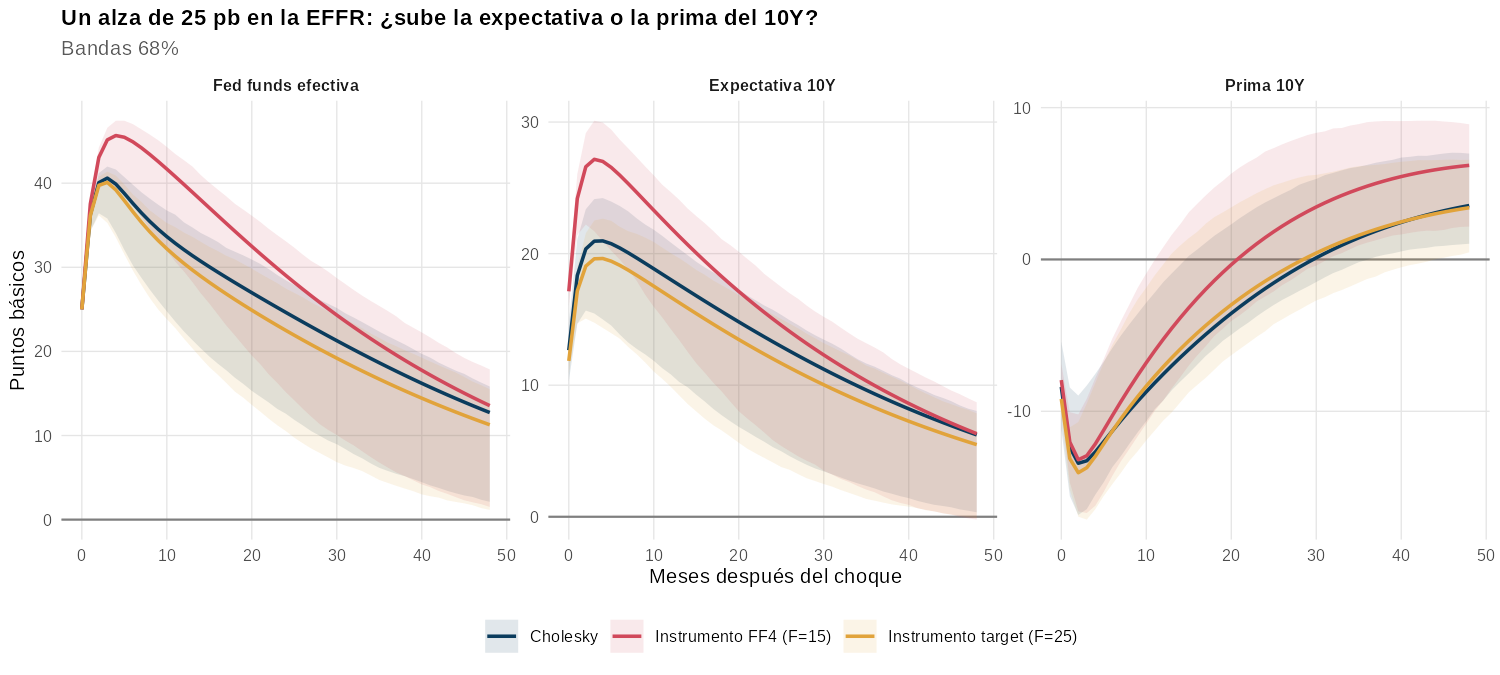 Un alza de 25 pb en la EFFR: ¿sube la expectativa o la prima del 10Y?
Bandas 68%
Fed funds efectiva
Expectativa 10Y
Prima 10Y
Puntos básicos
40
30
20
10
0
30
20
10
0
10
0
-10
0 10 20 30 40 50
0 10 20 30 40 50
0 10 20 30 40 50
Meses después del choque
Cholesky
Instrumento FF4 (F=15)
Instrumento target (F=25)